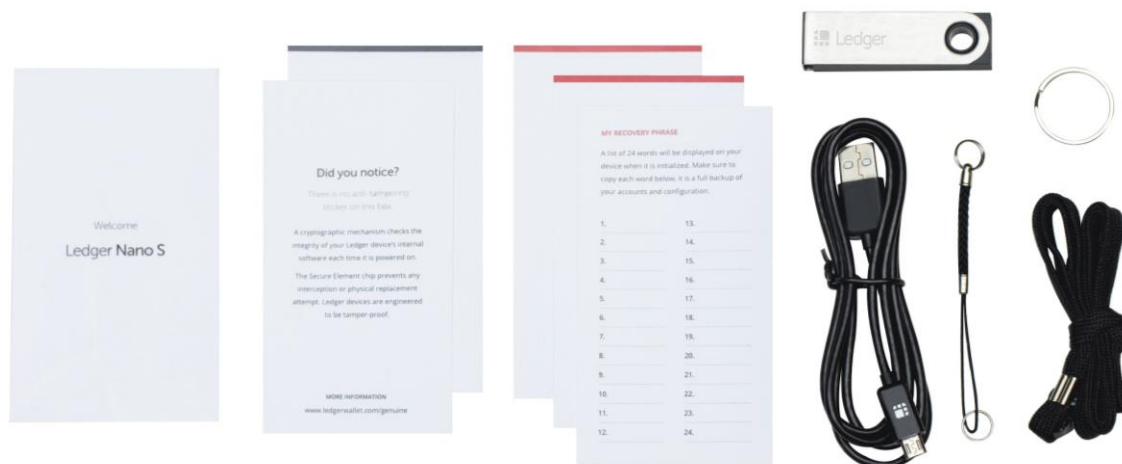 Welcome
Ledger Nano S
Did you notice?
There is no anti-tampering
sticker on this box.
A cryptographic mechanism checks the
integrity of your Ledger device's internal
software each time it is powered on.
The Secure Element chip prevents any
interception or physical replacement
attempt. Ledger devices are engineered
to be tamper-proof.
MORE INFORMATION
www.ledgerwallet.com/genuine
MY RECOVERY PHRASE
A list of 24 words will be displayed on your
device when it is initialized. Make sure to
copy each word below, it is a full backup of
your accounts and configuration.
1. 13.
2. 14.
3. 15.
4. 16.
5. 17.
6. 18.
7. 19.
8. 20.
9. 21.
10. 22.
11. 23.
12. 24.
Ledger